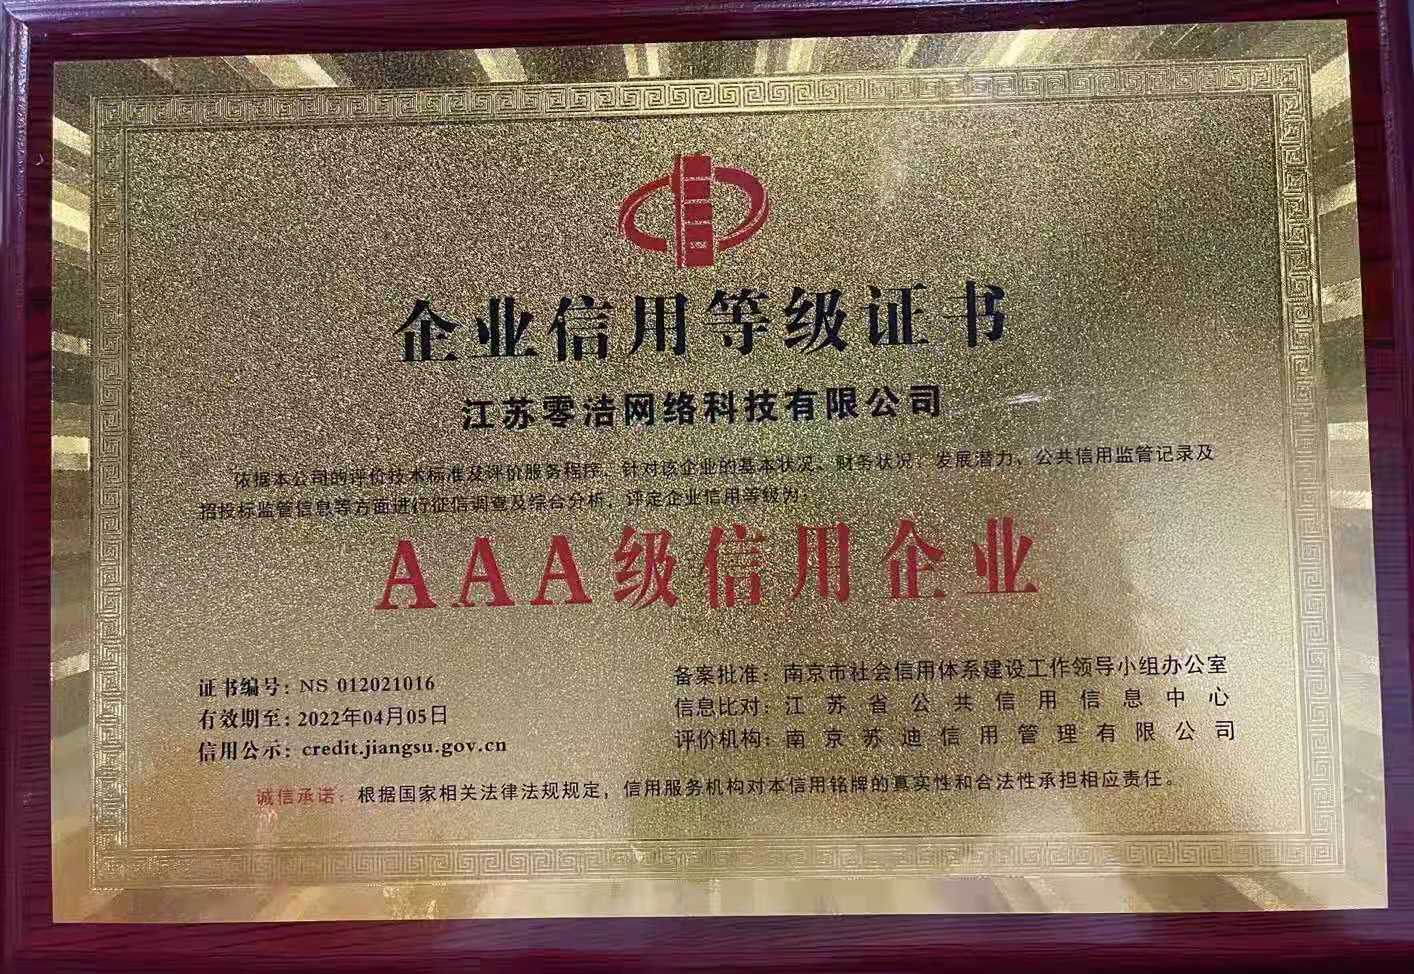 企业信用等级证书
江苏零洁网络科技有限公司
依据本公司的评价技术标准及评价服务程序，针对该企业的基本状况、财务状况、发展潜力、公共信用监管记录及
招投标监管信息等方面进行征信调查及综合分析，评定企业信用等级为：
AAA级信用企业
证书编号: NS 012021016
有效期至: 2022年04月05日
信用公示: credit.jiangsu.gov.cn
备案批准: 南京市社会信用体系建设工作领导小组办公室
信息比对: 江苏省公共信用信息中心
评价机构: 南京苏迪信用管理有限公司
诚信承诺: 根据国家相关法律法规规定，信用服务机构对本信用铭牌的真实性和合法性承担相应责任。